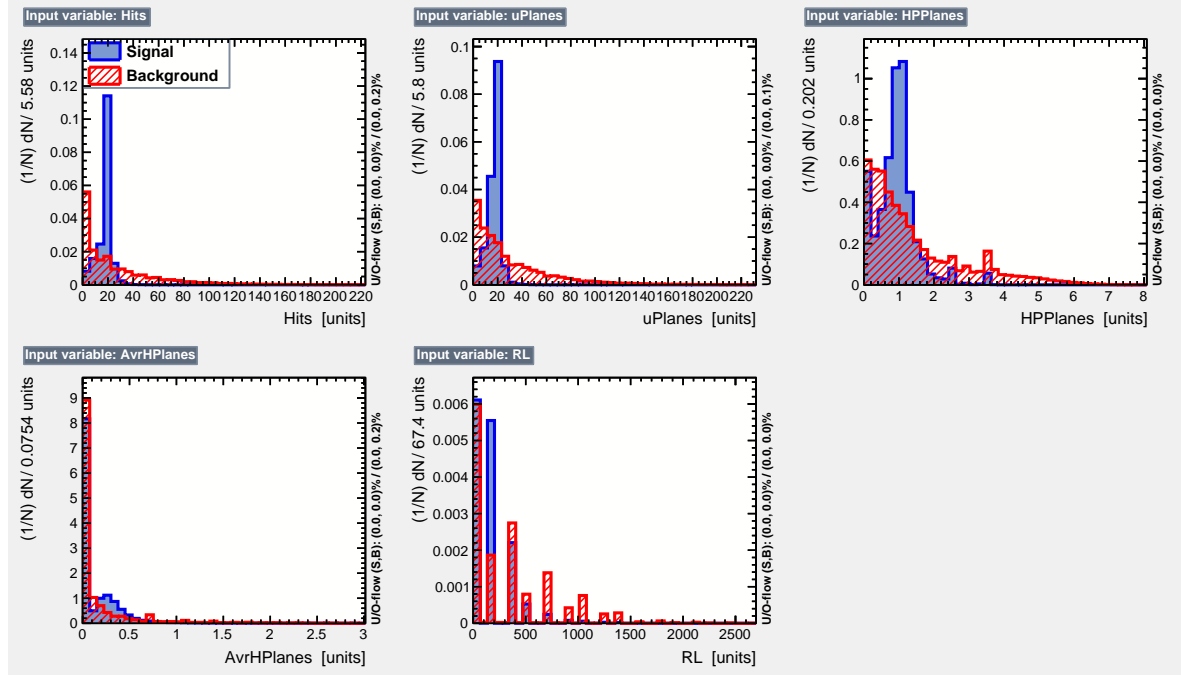 Input variable: Hits
(1/N) dN/ 5.58 units
0.14
0.12
0.1
0.08
0.06
0.04
0.02
0
Signal
Background
0 20 40 60 80 100 120 140 160 180 200 220
Hits [units]
U/O-flow (S,B): (0.0, 0.0)% / (0.0, 0.2)%
Input variable: uPlanes
(1/N) dN/ 5.8 units
0.1
0.08
0.06
0.04
0.02
0
0 20 40 60 80 100 120 140 160 180 200 220
uPlanes [units]
U/O-flow (S,B): (0.0, 0.0)% / (0.0, 0.1)%
Input variable: HPPlanes
(1/N) dN/ 0.202 units
1
0.8
0.6
0.4
0.2
0
0 1 2 3 4 5 6 7 8
HPPlanes [units]
U/O-flow (S,B): (0.0, 0.0)% / (0.0, 0.0)%
Input variable: AvrHPlanes
(1/N) dN/ 0.0754 units
9
8
7
6
5
4
3
2
1
0
0 0.5 1 1.5 2 2.5 3
AvrHPlanes [units]
U/O-flow (S,B): (0.0, 0.0)% / (0.0, 0.2)%
Input variable: RL
(1/N) dN/ 67.4 units
0.006
0.005
0.004
0.003
0.002
0.001
0
0 500 1000 1500 2000 2500
RL [units]
U/O-flow (S,B): (0.0, 0.0)% / (0.0, 0.0)%